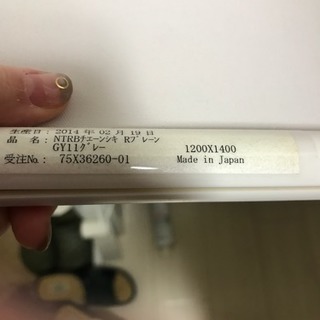 生産日: 2014 年 02 月 19 日
品 名: NTRBﾁｴｰﾝｼｷ Rﾌﾟﾚｰﾝ
GY11ｸﾞﾚｰ 1200X1400
受注No.: 75X36260-01 Made in Japan